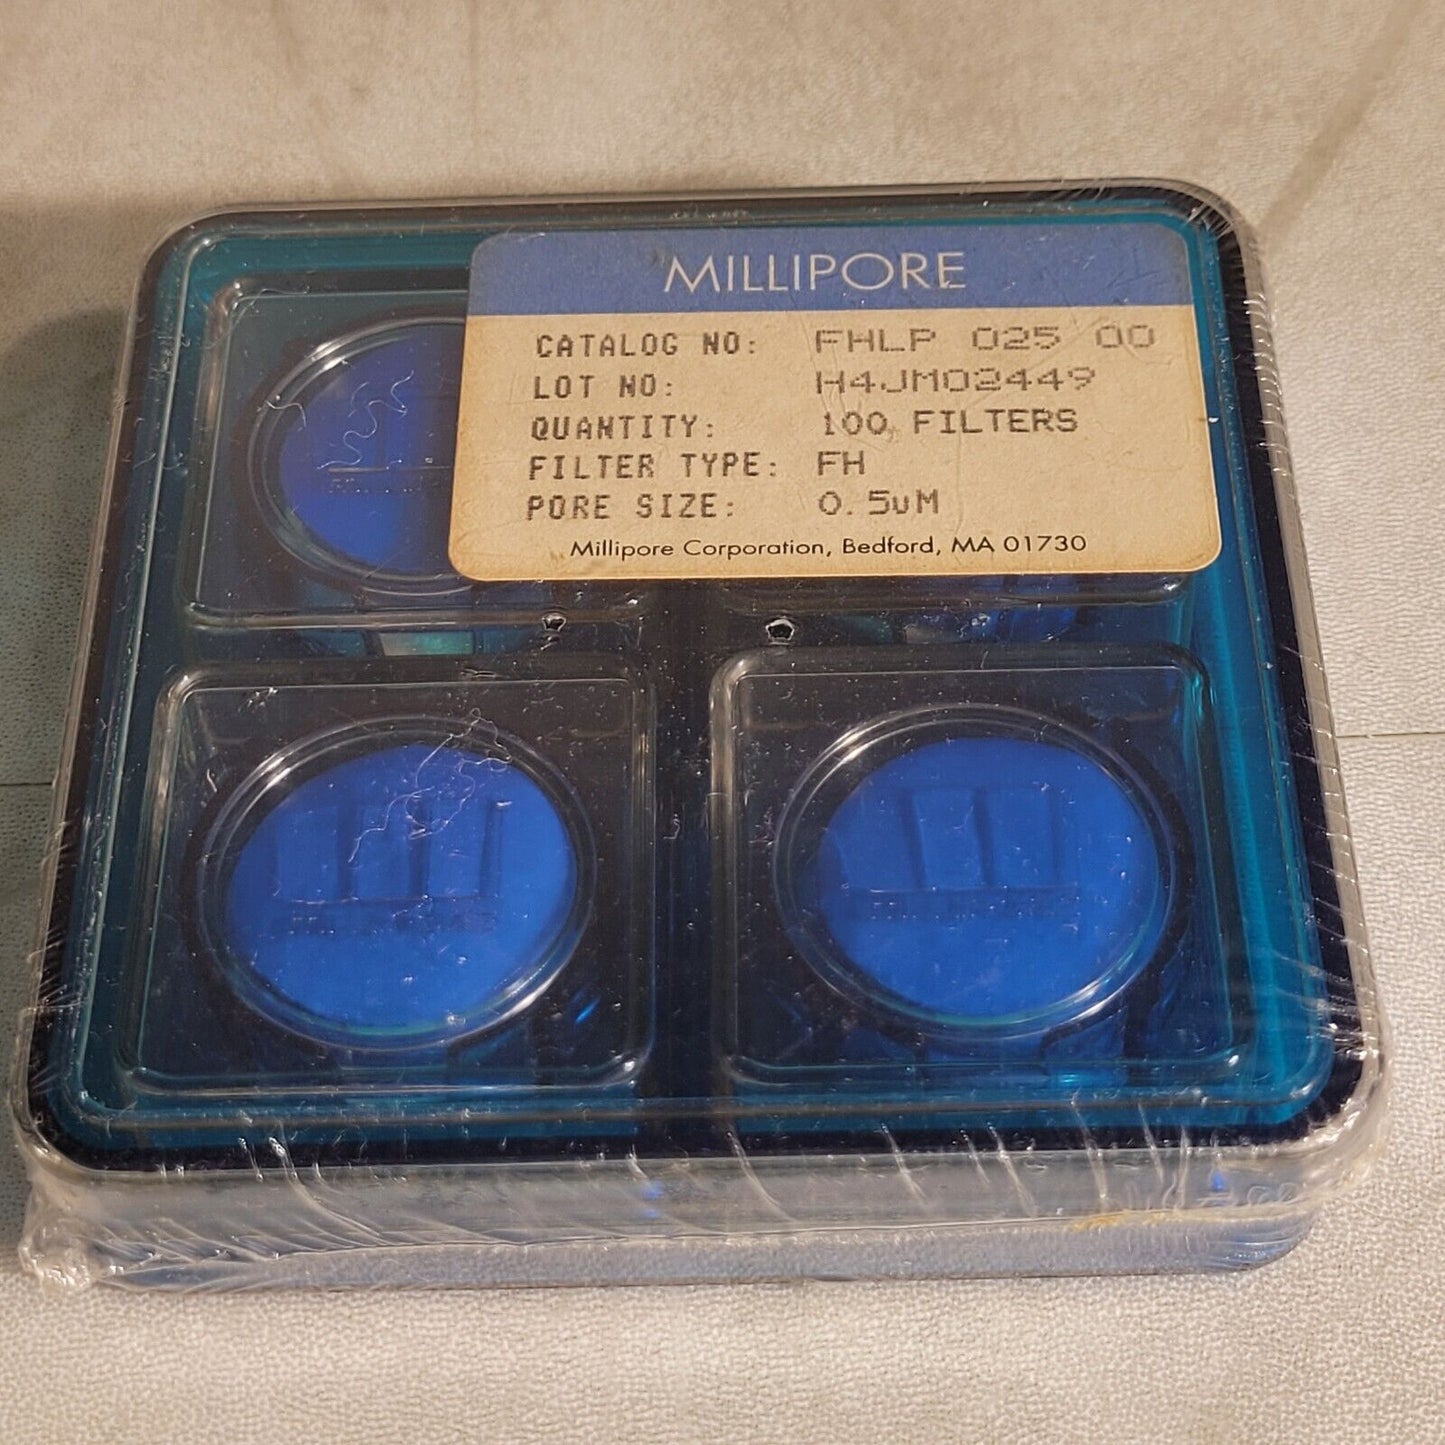 MILLIPORE
CATALOG NO: FHLP 025 00
LOT NO: H4JM02449
QUANTITY: 100 FILTERS
FILTER TYPE: FH
PORE SIZE: 0.5uM
Millipore Corporation, Bedford, MA 01730